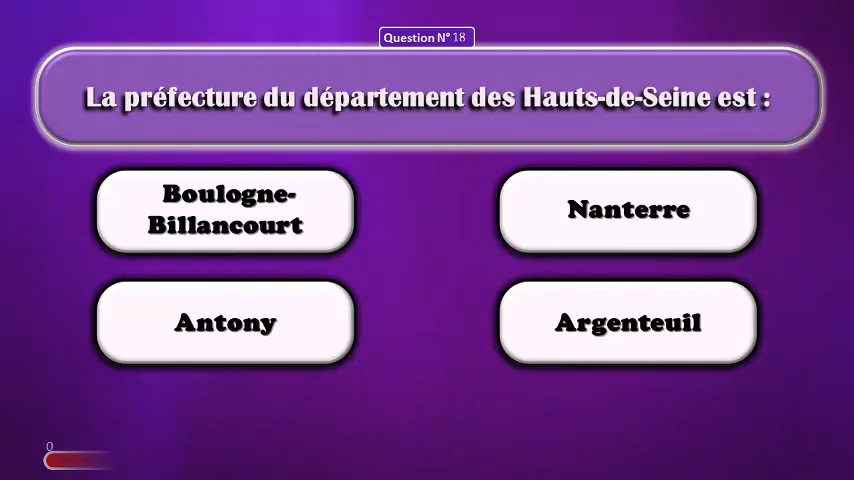 Question N° 18
La préfecture du département des Hauts-de-Seine est :
Boulogne-
Billancourt
Nanterre
Antony
Argenteuil
0